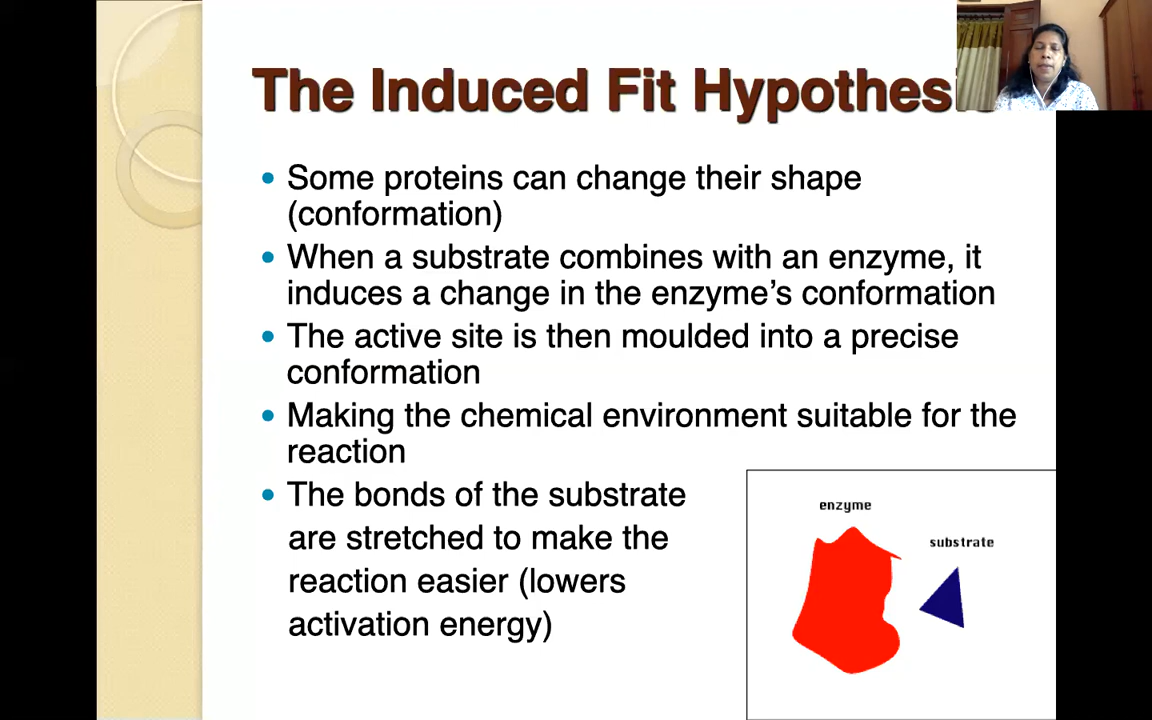 The Induced Fit Hypothesi
• Some proteins can change their shape
(conformation)
• When a substrate combines with an enzyme, it
induces a change in the enzyme's conformation
• The active site is then moulded into a precise
conformation
• Making the chemical environment suitable for the
reaction
• The bonds of the substrate
are stretched to make the
reaction easier (lowers
activation energy)
enzyme
substrate